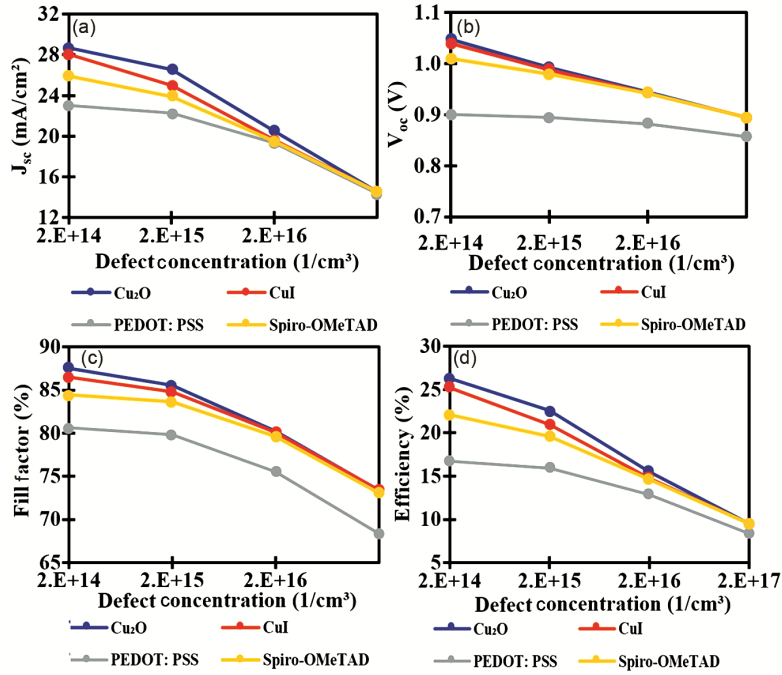 (a)
32
28
24
20
16
12
J_sc (mA/cm²)
2.E+14 2.E+15 2.E+16
Defect concentration (1/cm³)
Cu₂O CuI
PEDOT: PSS Spiro-OMeTAD
(b)
1.1
1.0
0.9
0.8
0.7
V_oc (V)
2.E+14 2.E+15 2.E+16
Defect concentration (1/cm³)
Cu₂O CuI
PEDOT: PSS Spiro-OMeTAD
(c)
90
85
80
75
70
65
Fill factor (%)
2.E+14 2.E+15 2.E+16
Defect concentration (1/cm³)
Cu₂O CuI
PEDOT: PSS Spiro-OMeTAD
(d)
30
25
20
15
10
5
Efficiency (%)
2.E+14 2.E+15 2.E+16 2.E+17
Defect concentration (1/cm³)
Cu₂O CuI
PEDOT: PSS Spiro-OMeTAD